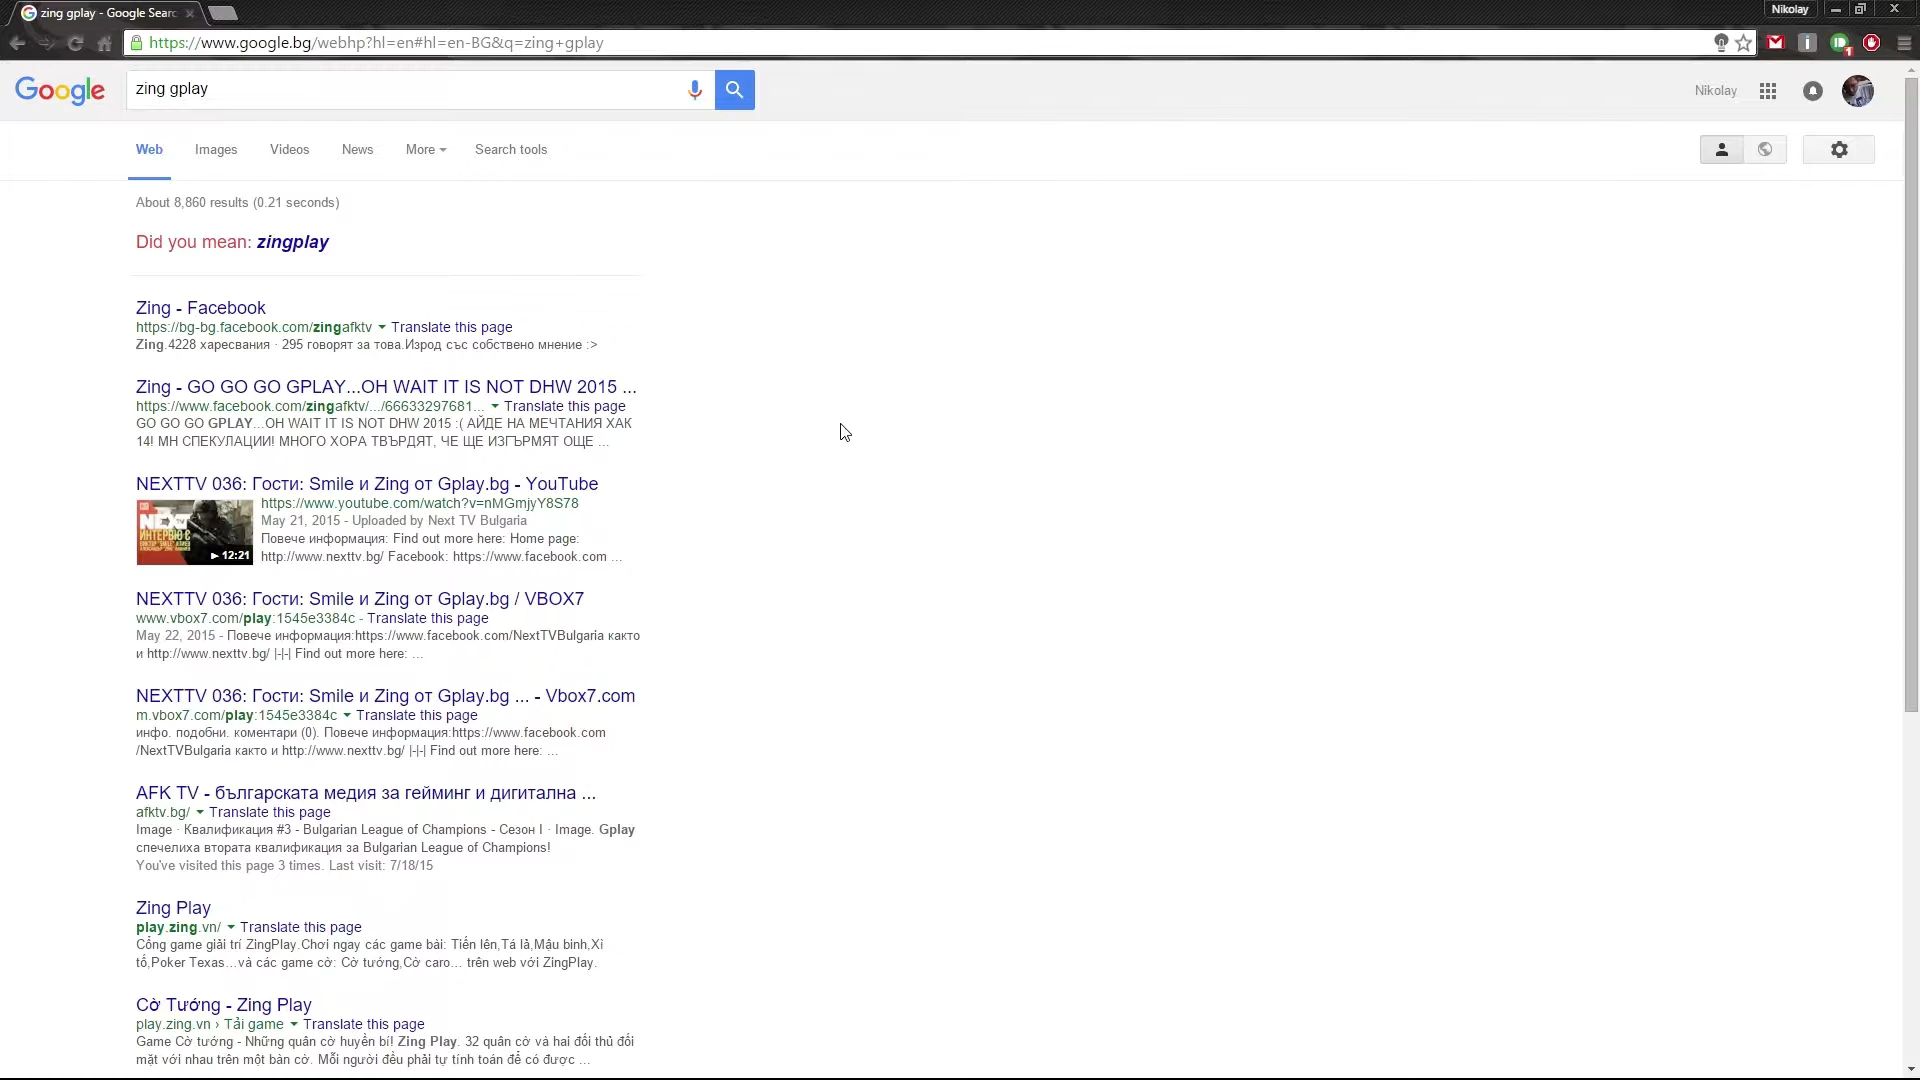 zing gplay - Google Sear
Nikolay
https://www.google.bg/webhp?hl=en#hl=en-BG&q=zing+gplay
1
Google
zing gplay
Nikolay
Web
Images
Videos
News
More
Search tools
About 8,860 results (0.21 seconds)
Did you mean: zingplay
Zing - Facebook
https://bg-bg.facebook.com/zingafktv Translate this page
Zing.4228 харесвания · 295 говорят за това.Изрод със собствено мнение :>
Zing - GO GO GO GPLAY...OH WAIT IT IS NOT DHW 2015 ...
https://www.facebook.com/zingafktv/.../66633297681... Translate this page
GO GO GO GPLAY...OH WAIT IT IS NOT DHW 2015 :( АЙДЕ НА МЕЧТАНИЯ ХАК
14! МН СПЕКУЛАЦИИ! МНОГО ХОРА ТВЪРДЯТ, ЧЕ ЩЕ ИЗГЪРМЯТ ОЩЕ ...
NEXTTV 036: Гости: Smile и Zing от Gplay.bg - YouTube
NEXT TV
ИНТЕРВЮ С
12:21
https://www.youtube.com/watch?v=nMGmjyY8S78
May 21, 2015 - Uploaded by Next TV Bulgaria
Повече информация: Find out more here: Home page:
http://www.nexttv.bg/ Facebook: https://www.facebook.com ...
NEXTTV 036: Гости: Smile и Zing от Gplay.bg / VBOX7
www.vbox7.com/play:1545e3384c - Translate this page
May 22, 2015 - Повече информация:https://www.facebook.com/NextTVBulgaria както
и http://www.nexttv.bg/ |-|-| Find out more here: ...
NEXTTV 036: Гости: Smile и Zing от Gplay.bg ... - Vbox7.com
m.vbox7.com/play:1545e3384c Translate this page
инфо. подобни. коментари (0). Повече информация:https://www.facebook.com
/NextTVBulgaria както и http://www.nexttv.bg/ |-|-| Find out more here: ...
AFK TV - българската медия за гейминг и дигитална ...
afktv.bg/ Translate this page
Image · Квалификация #3 - Bulgarian League of Champions - Сезон I · Image. Gplay
спечелиха втората квалификация за Bulgarian League of Champions!
You've visited this page 3 times. Last visit: 7/18/15
Zing Play
play.zing.vn/ Translate this page
Cổng game giải trí ZingPlay.Chơi ngay các game bài: Tiến lên,Tá lả,Mậu binh,Xì
tố,Poker Texas...và các game cờ: Cờ tướng,Cờ caro... trên web với ZingPlay.
Cờ Tướng - Zing Play
play.zing.vn › Tải game Translate this page
Game Cờ tướng - Những quân cờ huyền bí! Zing Play. 32 quân cờ và hai đối thủ đối
mặt với nhau trên một bàn cờ. Mỗi người đều phải tự tính toán để có được ...